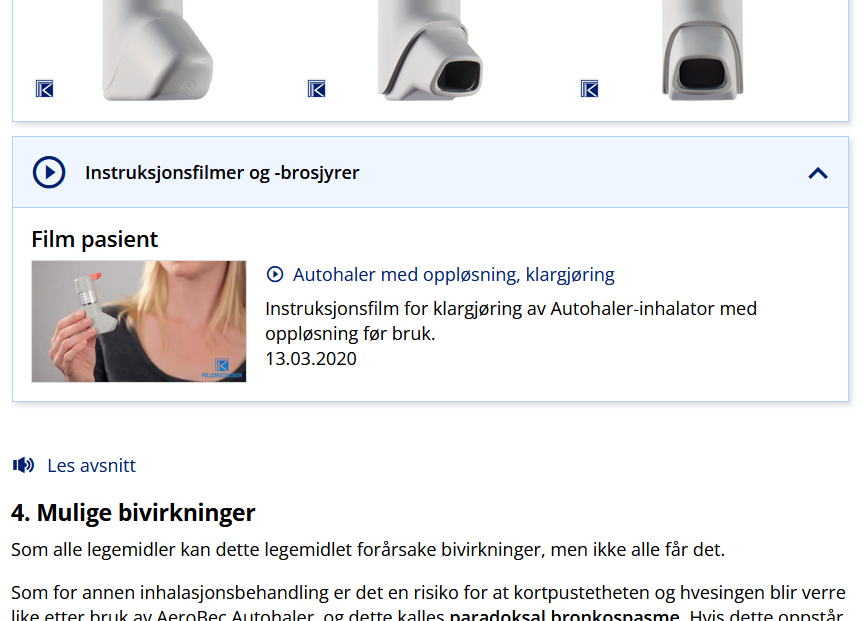 Instruksjonsfilmer og -brosjyrer
Film pasient
Autohaler med oppløsning, klargjøring
Instruksjonsfilm for klargjøring av Autohaler-inhalator med
oppløsning før bruk.
13.03.2020
FELLESKATALOGEN
Les avsnitt
4. Mulige bivirkninger
Som alle legemidler kan dette legemidlet forårsake bivirkninger, men ikke alle får det.
Som for annen inhalasjonsbehandling er det en risiko for at kortpustetheten og hvesingen blir verre
like etter bruk av AeroBec Autohaler, og dette kalles paradoksal bronkospasme. Hvis dette oppstår